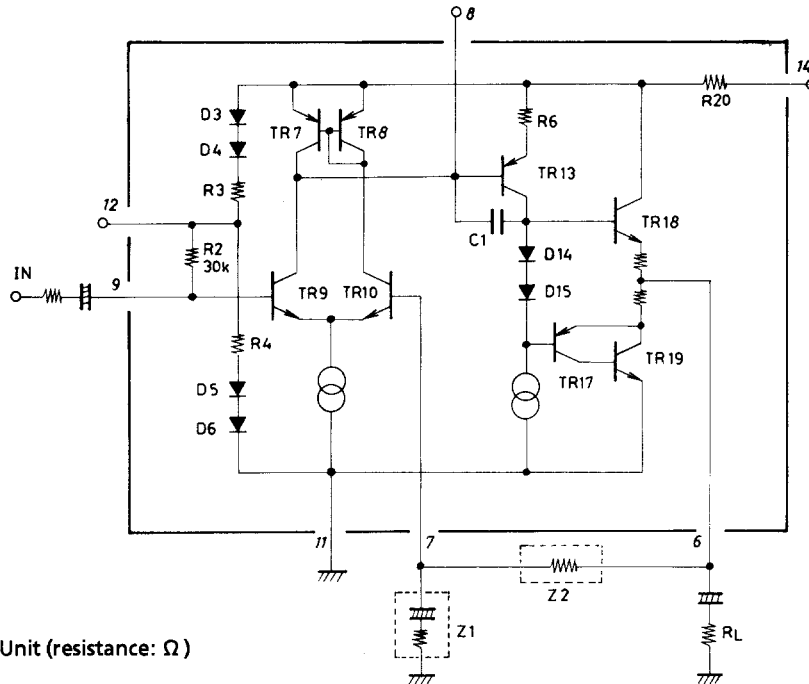 8
14
D3
TR7
TR8
R6
R20
D4
R3
TR13
12
R2
30k
C1
TR18
IN
9
D14
TR9
TR10
D15
R4
TR17
TR19
D5
D6
11
7
6
Z2
Z1
RL
Unit (resistance: Ω)